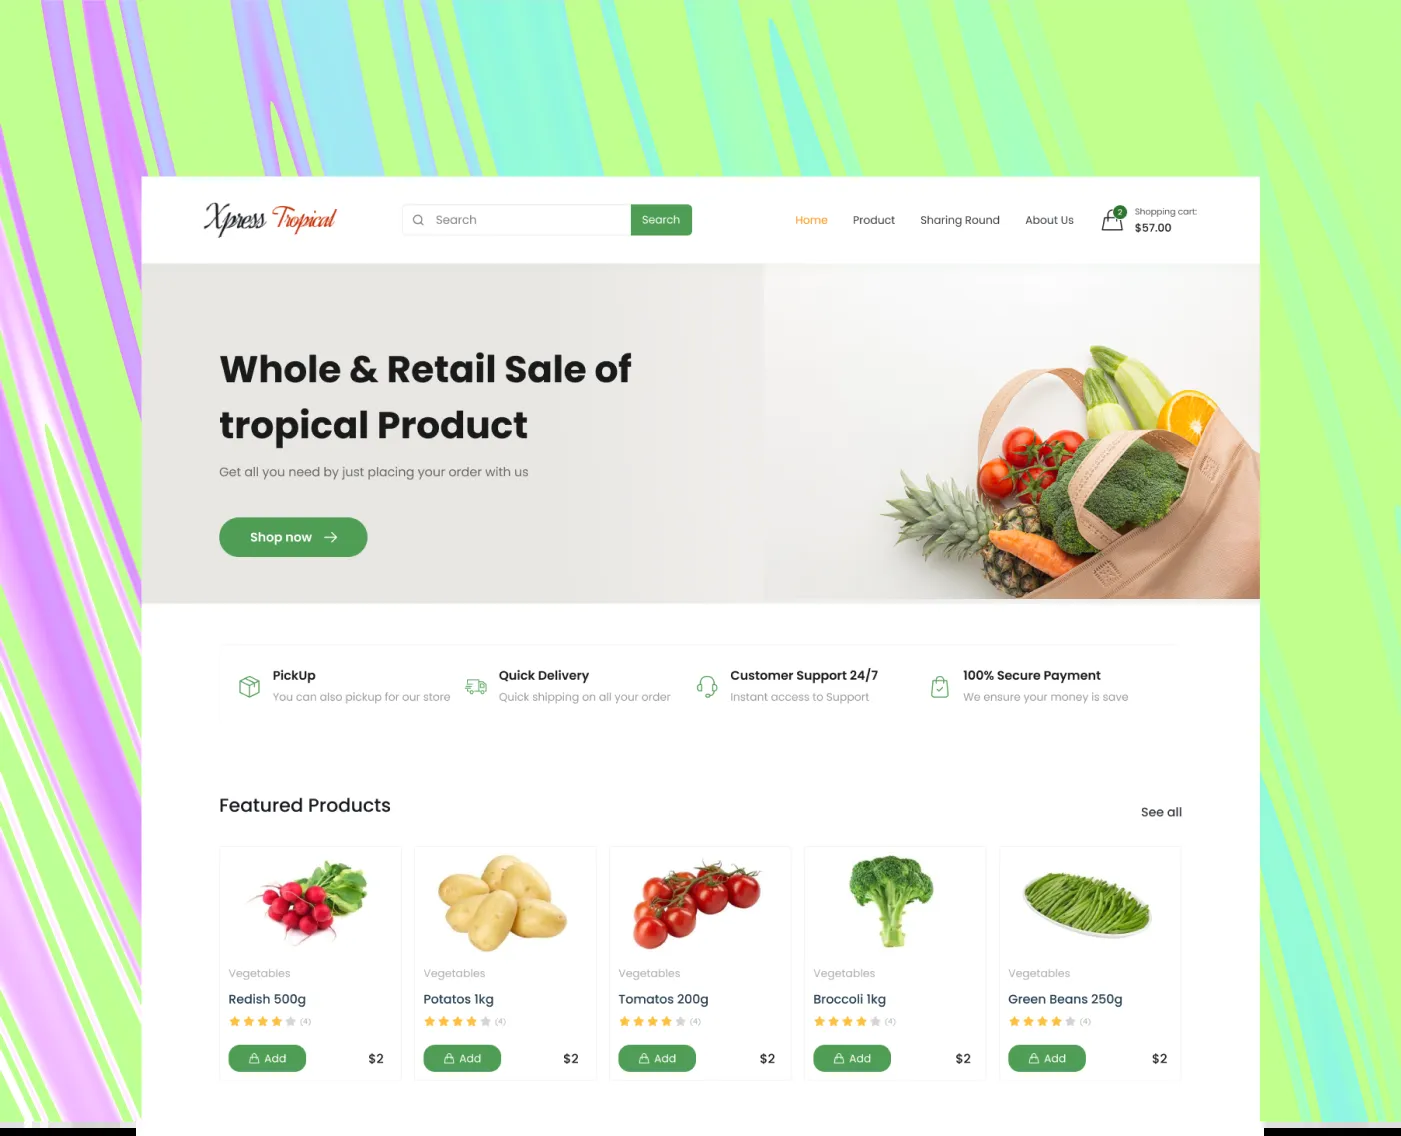 Xpress Tropical
Search
Search
Home
Product
Sharing Round
About Us
2
Shopping cart:
$57.00
Whole & Retail Sale of
tropical Product
Get all you need by just placing your order with us
Shop now
PickUp
You can also pickup for our store
Quick Delivery
Quick shipping on all your order
Customer Support 24/7
Instant access to Support
100% Secure Payment
We ensure your money is save
Featured Products
See all
Vegetables
Redish 500g
(4)
Add
$2
Vegetables
Potatos 1kg
(4)
Add
$2
Vegetables
Tomatos 200g
(4)
Add
$2
Vegetables
Broccoli 1kg
(4)
Add
$2
Vegetables
Green Beans 250g
(4)
Add
$2